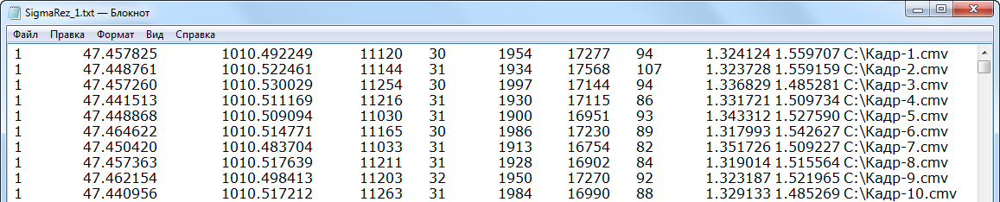 SigmaRez_1.txt — Блокнот
Файл Правка Формат Вид Справка
1 47.457825 1010.492249 11120 30 1954 17277 94 1.324124 1.559707 C:\Кадр-1.cmv
1 47.448761 1010.522461 11144 31 1934 17568 107 1.323728 1.559159 C:\Кадр-2.cmv
1 47.457260 1010.530029 11254 30 1997 17144 94 1.336829 1.485281 C:\Кадр-3.cmv
1 47.441513 1010.511169 11216 31 1930 17115 86 1.331721 1.509734 C:\Кадр-4.cmv
1 47.448868 1010.509094 11030 31 1900 16951 93 1.343312 1.527590 C:\Кадр-5.cmv
1 47.464622 1010.514771 11165 30 1986 17230 89 1.317993 1.542627 C:\Кадр-6.cmv
1 47.450420 1010.483704 11033 31 1913 16754 82 1.351726 1.509227 C:\Кадр-7.cmv
1 47.457363 1010.517639 11211 31 1928 16902 84 1.319014 1.515564 C:\Кадр-8.cmv
1 47.462154 1010.498413 11203 32 1950 17270 92 1.323187 1.521965 C:\Кадр-9.cmv
1 47.440956 1010.517212 11263 31 1984 16990 88 1.329133 1.485269 C:\Кадр-10.cmv